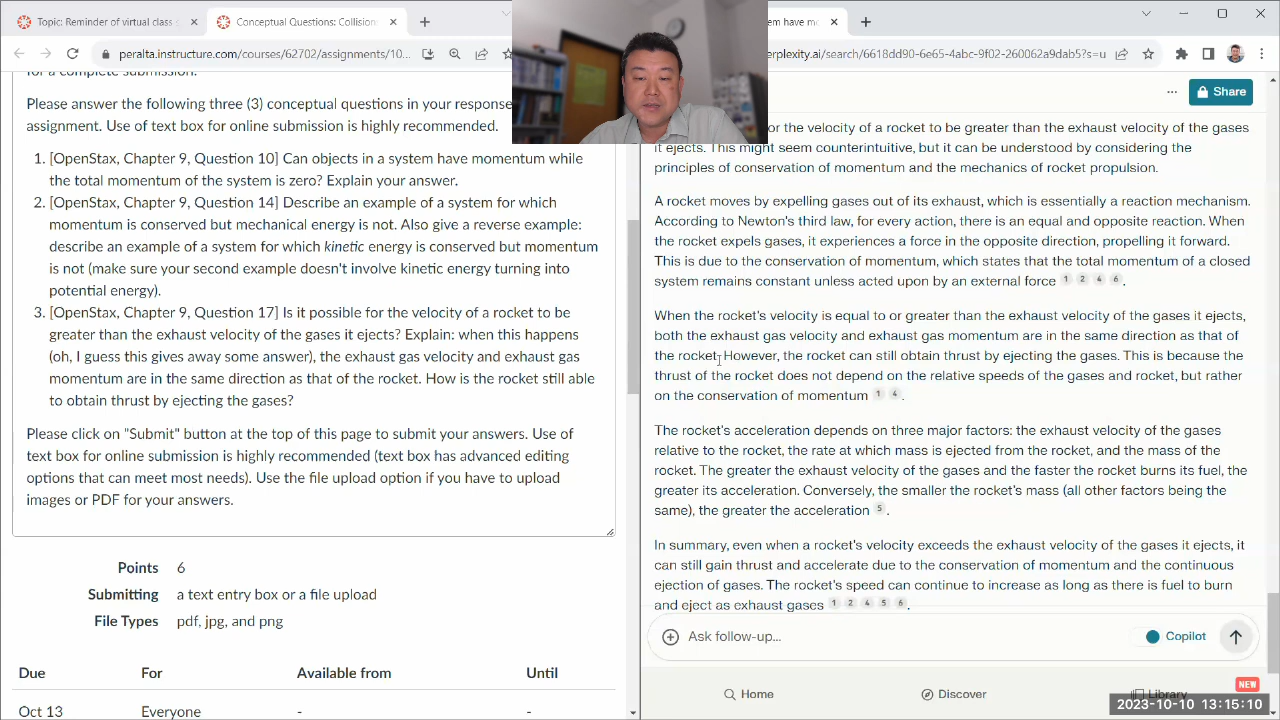 Topic: Reminder of virtual class s
Conceptual Questions: Collision
em have mo
peralta.instructure.com/courses/62702/assignments/10...
erplexity.ai/search/6618dd90-6e65-4abc-9f02-260062a9dab5?s=u
for a complete submission.
Please answer the following three (3) conceptual questions in your response
assignment. Use of text box for online submission is highly recommended.
1. [OpenStax, Chapter 9, Question 10] Can objects in a system have momentum while
the total momentum of the system is zero? Explain your answer.
2. [OpenStax, Chapter 9, Question 14] Describe an example of a system for which
momentum is conserved but mechanical energy is not. Also give a reverse example:
describe an example of a system for which kinetic energy is conserved but momentum
is not (make sure your second example doesn't involve kinetic energy turning into
potential energy).
3. [OpenStax, Chapter 9, Question 17] Is it possible for the velocity of a rocket to be
greater than the exhaust velocity of the gases it ejects? Explain: when this happens
(oh, I guess this gives away some answer), the exhaust gas velocity and exhaust gas
momentum are in the same direction as that of the rocket. How is the rocket still able
to obtain thrust by ejecting the gases?
Please click on "Submit" button at the top of this page to submit your answers. Use of
text box for online submission is highly recommended (text box has advanced editing
options that can meet most needs). Use the file upload option if you have to upload
images or PDF for your answers.
Points 6
Submitting a text entry box or a file upload
File Types pdf, jpg, and png
Due For Available from Until
Oct 13 Everyone - -
... Share
or the velocity of a rocket to be greater than the exhaust velocity of the gases
it ejects. This might seem counterintuitive, but it can be understood by considering the
principles of conservation of momentum and the mechanics of rocket propulsion.
A rocket moves by expelling gases out of its exhaust, which is essentially a reaction mechanism.
According to Newton's third law, for every action, there is an equal and opposite reaction. When
the rocket expels gases, it experiences a force in the opposite direction, propelling it forward.
This is due to the conservation of momentum, which states that the total momentum of a closed
system remains constant unless acted upon by an external force 1 2 4 6 .
When the rocket's velocity is equal to or greater than the exhaust velocity of the gases it ejects,
both the exhaust gas velocity and exhaust gas momentum are in the same direction as that of
the rocket. However, the rocket can still obtain thrust by ejecting the gases. This is because the
thrust of the rocket does not depend on the relative speeds of the gases and rocket, but rather
on the conservation of momentum 1 4 .
The rocket's acceleration depends on three major factors: the exhaust velocity of the gases
relative to the rocket, the rate at which mass is ejected from the rocket, and the mass of the
rocket. The greater the exhaust velocity of the gases and the faster the rocket burns its fuel, the
greater its acceleration. Conversely, the smaller the rocket's mass (all other factors being the
same), the greater the acceleration 5 .
In summary, even when a rocket's velocity exceeds the exhaust velocity of the gases it ejects, it
can still gain thrust and accelerate due to the conservation of momentum and the continuous
ejection of gases. The rocket's speed can continue to increase as long as there is fuel to burn
and eject as exhaust gases 1 2 4 5 6 .
Ask follow-up... Copilot
NEW
Home Discover Library
2023-10-10 13:15:10